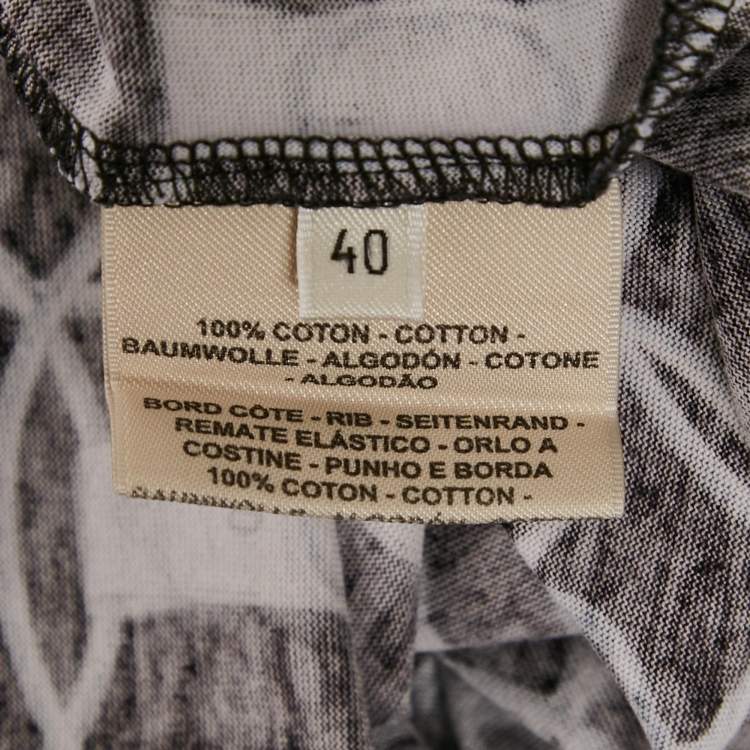 40
100% COTON - COTTON -
BAUMWOLLE - ALGODÓN - COTONE
- ALGODÃO
BORD CÔTE - RIB - SEITENRAND -
REMATE ELÁSTICO - ORLO A
COSTINE - PUNHO E BORDA
100% COTON - COTTON -